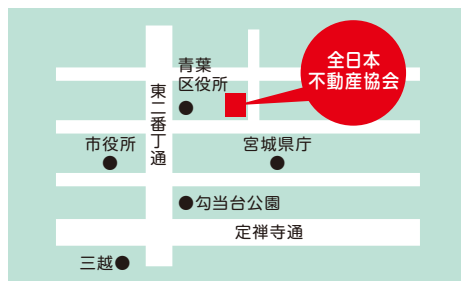 全日本
不動産協会
青葉
区役所
東二番丁通
市役所
宮城県庁
勾当台公園
定禅寺通
三越